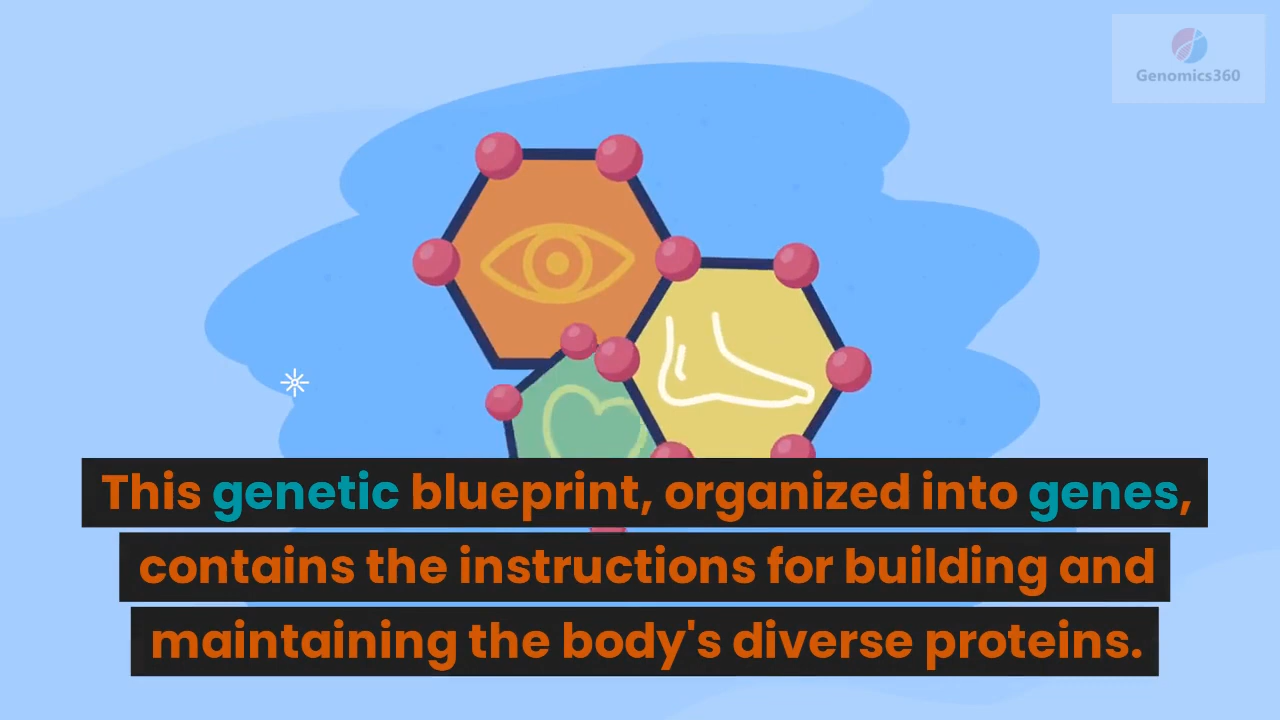 Genomics360
This genetic blueprint, organized into genes,
contains the instructions for building and
maintaining the body's diverse proteins.